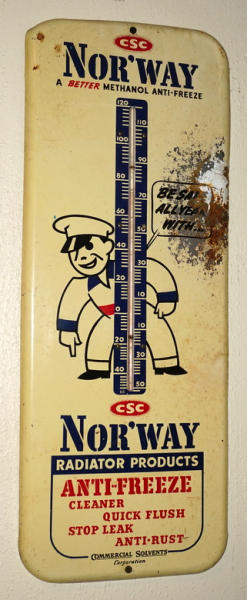 CSC
NOR'WAY
A BETTER METHANOL ANTI-FREEZE
120
110
100
90
80
70
60
50
40
30
20
10
0
10
20
30
40
50
WITH...
CSC
NOR'WAY
RADIATOR PRODUCTS
ANTI-FREEZE
CLEANER
QUICK FLUSH
STOP LEAK
ANTI-RUST
COMMERCIAL SOLVENTS
Corporation